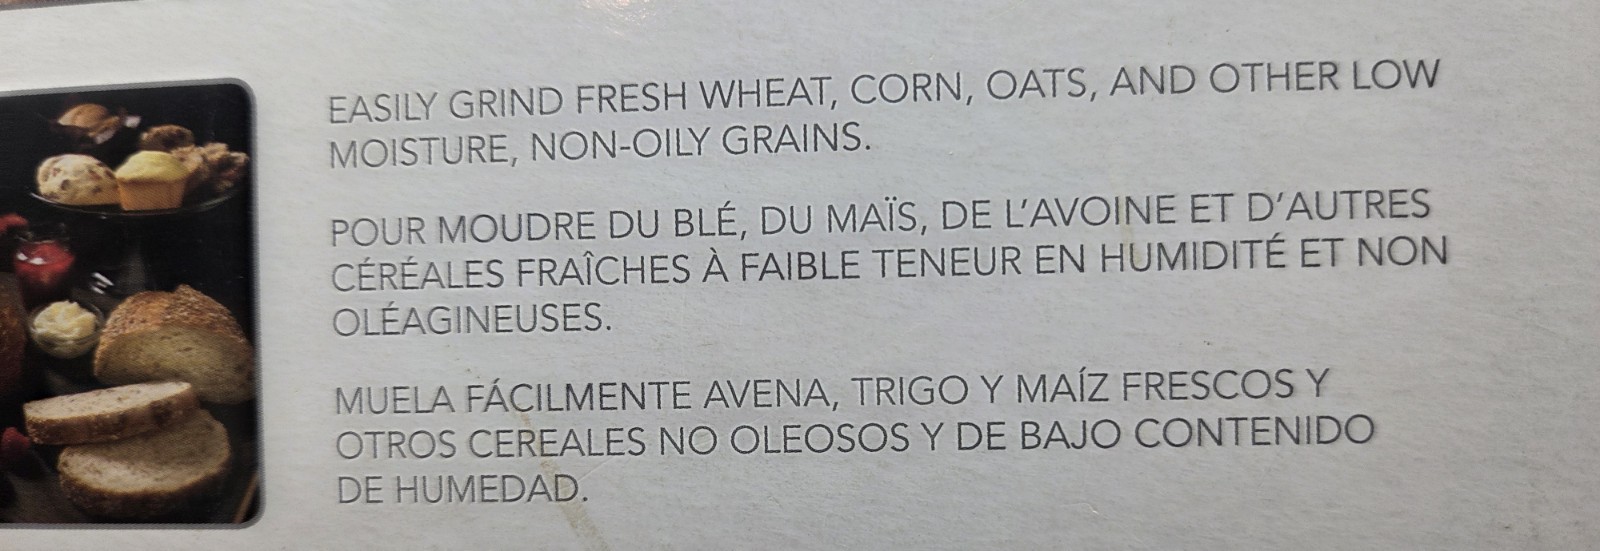 EASILY GRIND FRESH WHEAT, CORN, OATS, AND OTHER LOW
MOISTURE, NON-OILY GRAINS.
POUR MOUDRE DU BLÉ, DU MAÏS, DE L'AVOINE ET D'AUTRES
CÉRÉALES FRAÎCHES À FAIBLE TENEUR EN HUMIDITÉ ET NON
OLÉAGINEUSES.
MUELA FÁCILMENTE AVENA, TRIGO Y MAÍZ FRESCOS Y
OTROS CEREALES NO OLEOSOS Y DE BAJO CONTENIDO
DE HUMEDAD.